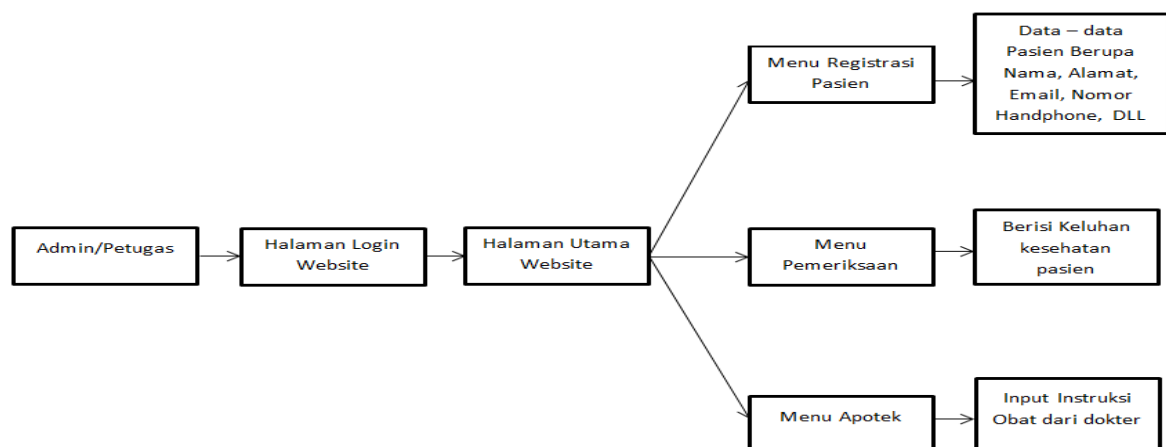 Admin/Petugas
Halaman Login
Website
Halaman Utama
Website
Menu Registrasi
Pasien
Data – data
Pasien Berupa
Nama, Alamat,
Email, Nomor
Handphone, DLL
Menu
Pemeriksaan
Berisi Keluhan
kesehatan
pasien
Menu Apotek
Input Instruksi
Obat dari dokter